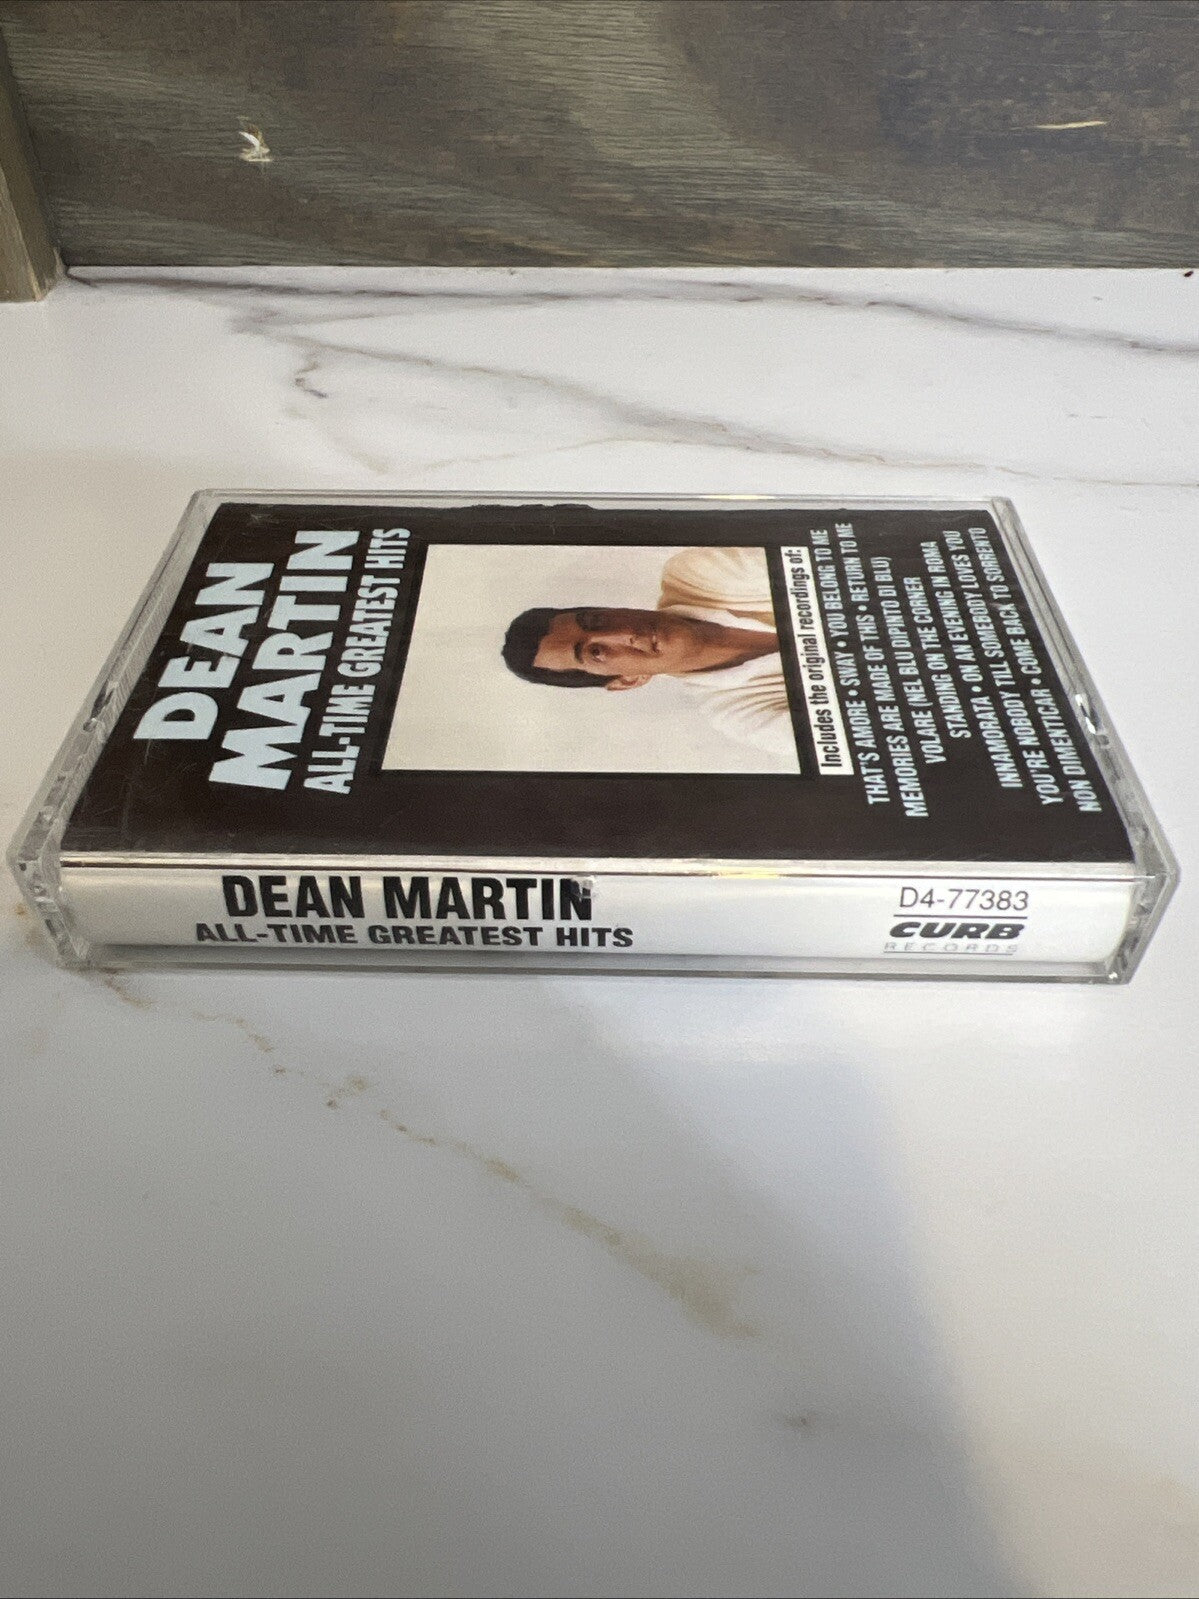 DEAN
MARTIN
ALL-TIME GREATEST HITS
Includes the original recordings of:
THAT'S AMORE • SWAY • YOU BELONG TO ME
MEMORIES ARE MADE OF THIS • RETURN TO ME
VOLARE (NEL BLU DIPINTO DI BLU)
STANDING ON THE CORNER
INNAMORATA • ON AN EVENING IN ROMA
YOU'RE NOBODY TILL SOMEBODY LOVES YOU
NON DIMENTICAR • COME BACK TO SORRENTO
DEAN MARTIN
ALL-TIME GREATEST HITS
D4-77383
CURB
RECORDS